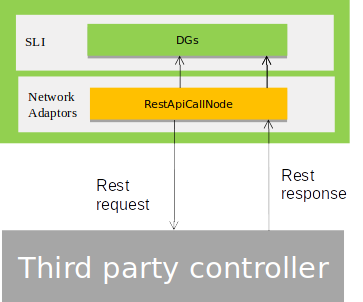 SLI
DGs
Network
Adaptors
RestApiCallNode
Rest
request
Rest
response
Third party controller